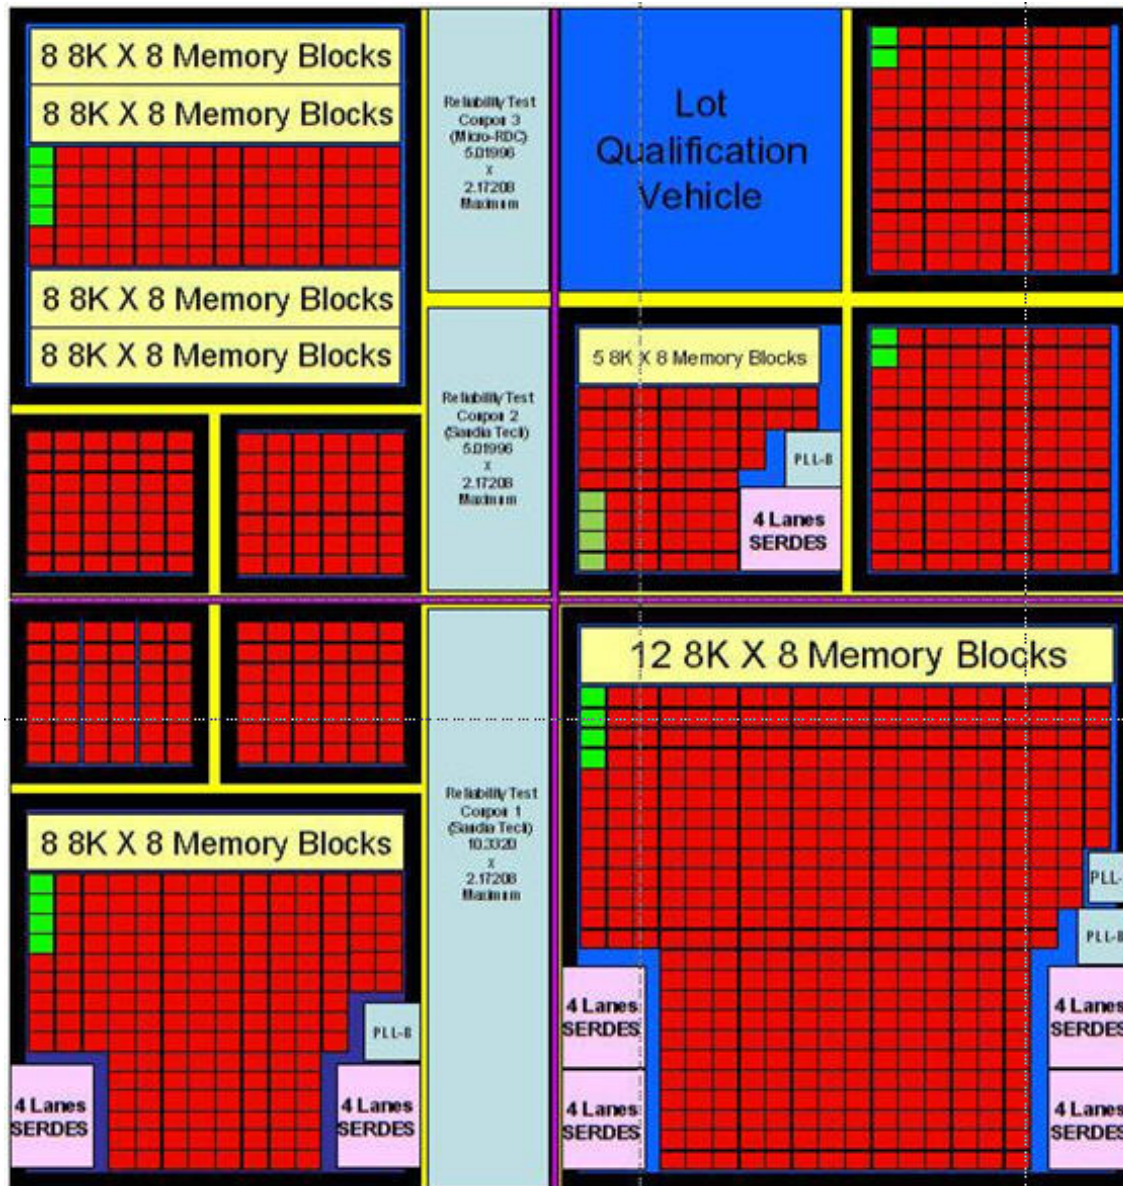 8 8K X 8 Memory Blocks
8 8K X 8 Memory Blocks
8 8K X 8 Memory Blocks
8 8K X 8 Memory Blocks
Reliability Test
Coupon 3
(Micro-RDC)
5.01996
X
2.17208
Maximum
Lot
Qualification
Vehicle
Reliability Test
Coupon 2
(Sandia Tech)
5.01996
X
2.17208
Maximum
5 8K X 8 Memory Blocks
PLL-8
4 Lanes
SERDES
8 8K X 8 Memory Blocks
PLL-8
4 Lanes
SERDES
4 Lanes
SERDES
Reliability Test
Coupon 1
(Sandia Tech)
10.3320
X
2.17208
Maximum
12 8K X 8 Memory Blocks
PLL-
PLL-8
4 Lanes
SERDES
4 Lanes
SERDES
4 Lanes
SERDES
4 Lanes
SERDES